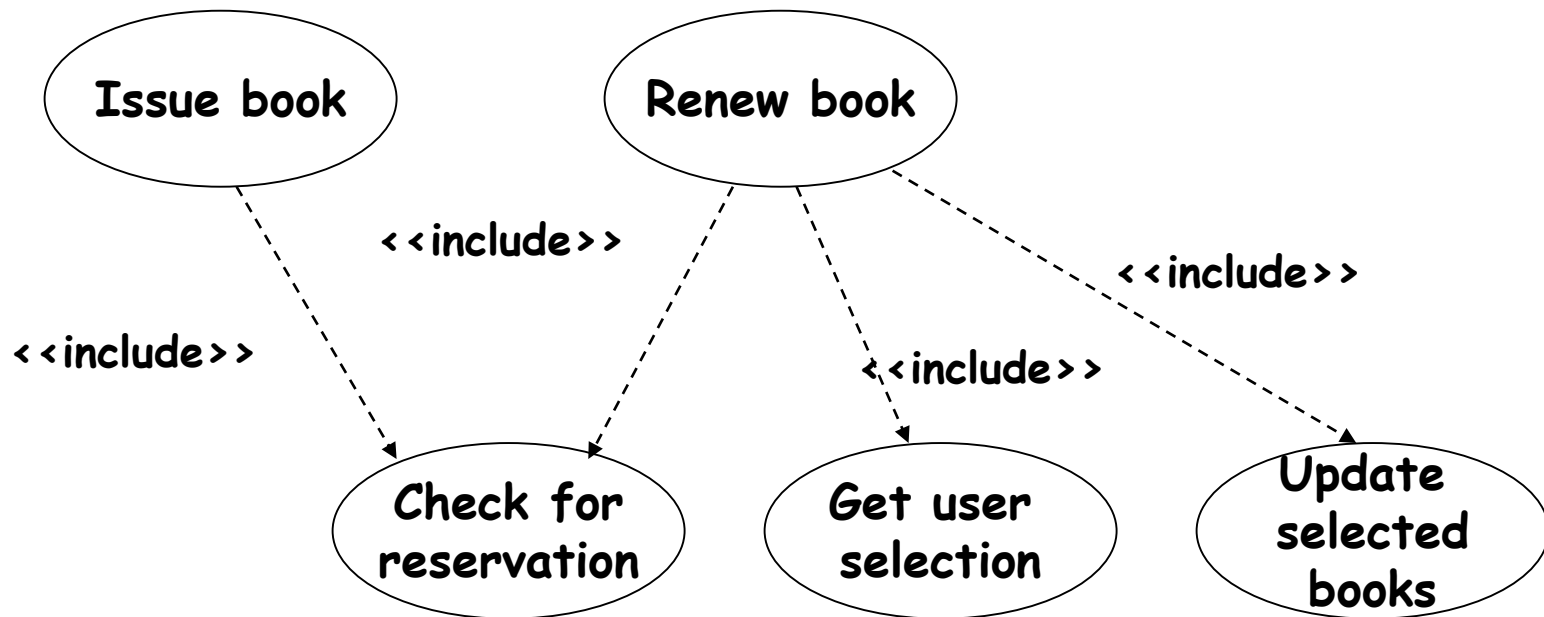 Issue book
Renew book
<<include>>
<<include>>
<<include>>
<<include>>
Check for
reservation
Get user
selection
Update
selected
books